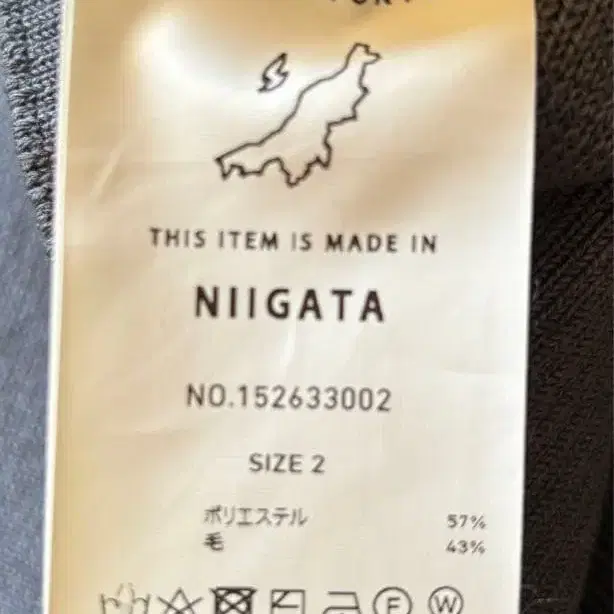 THIS ITEM IS MADE IN
NIIGATA
NO.152633002
SIZE 2
ポリエステル 57%
毛 43%
F W